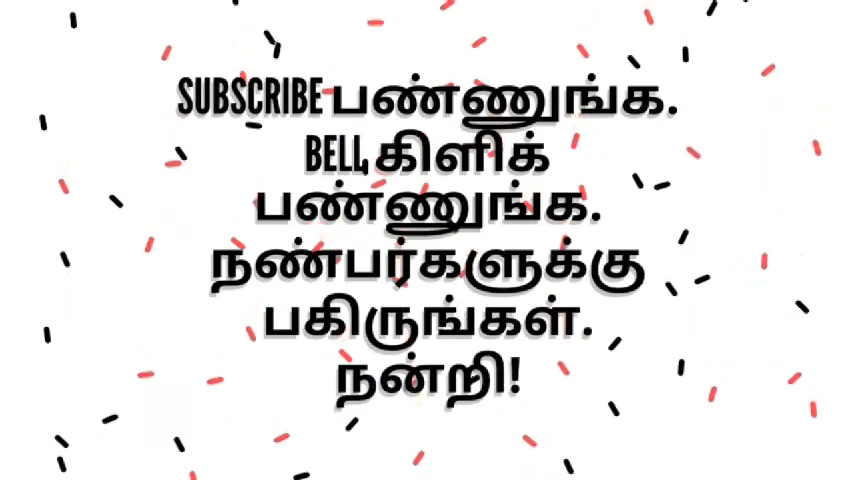 SUBSCRIBE பண்ணுங்க.
BELL கிளிக்
பண்ணுங்க.
நண்பர்களுக்கு
பகிருங்கள்.
நன்றி!